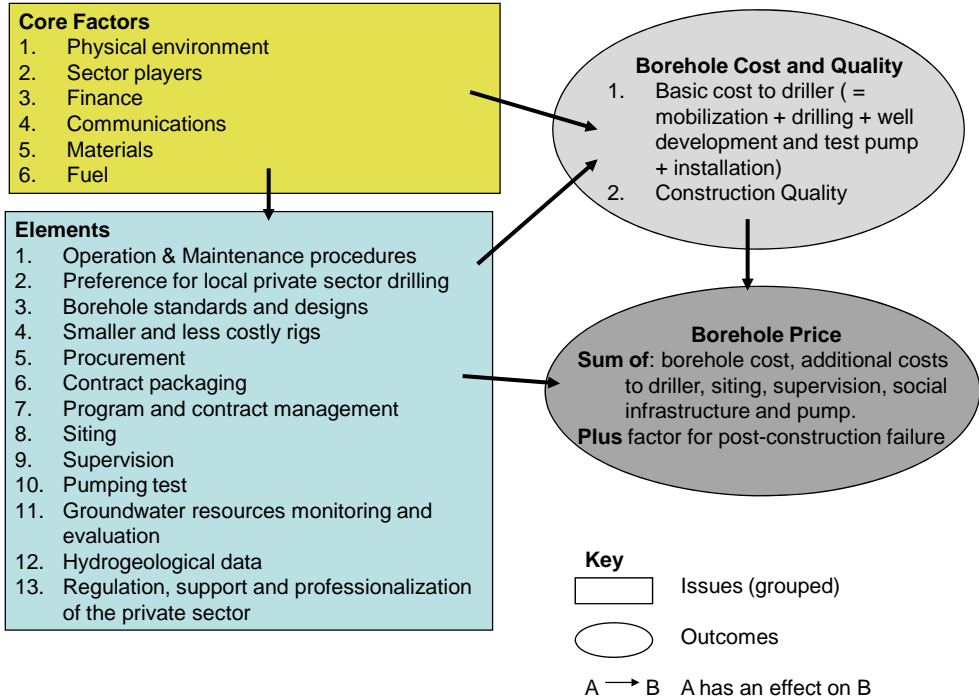 Core Factors
1. Physical environment
2. Sector players
3. Finance
4. Communications
5. Materials
6. Fuel
Elements
1. Operation & Maintenance procedures
2. Preference for local private sector drilling
3. Borehole standards and designs
4. Smaller and less costly rigs
5. Procurement
6. Contract packaging
7. Program and contract management
8. Siting
9. Supervision
10. Pumping test
11. Groundwater resources monitoring and
evaluation
12. Hydrogeological data
13. Regulation, support and professionalization
of the private sector
Borehole Cost and Quality
1. Basic cost to driller ( =
mobilization + drilling + well
development and test pump
+ installation)
2. Construction Quality
Borehole Price
Sum of: borehole cost, additional costs
to driller, siting, supervision, social
infrastructure and pump.
Plus factor for post-construction failure
Key
Issues (grouped)
Outcomes
A → B A has an effect on B